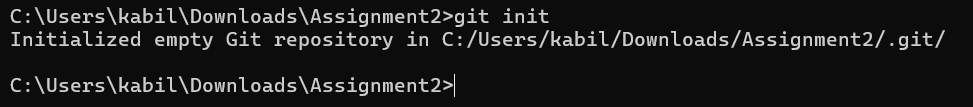 C:\Users\kabil\Downloads\Assignment2>git init
Initialized empty Git repository in C:/Users/kabil/Downloads/Assignment2/.git/
C:\Users\kabil\Downloads\Assignment2>